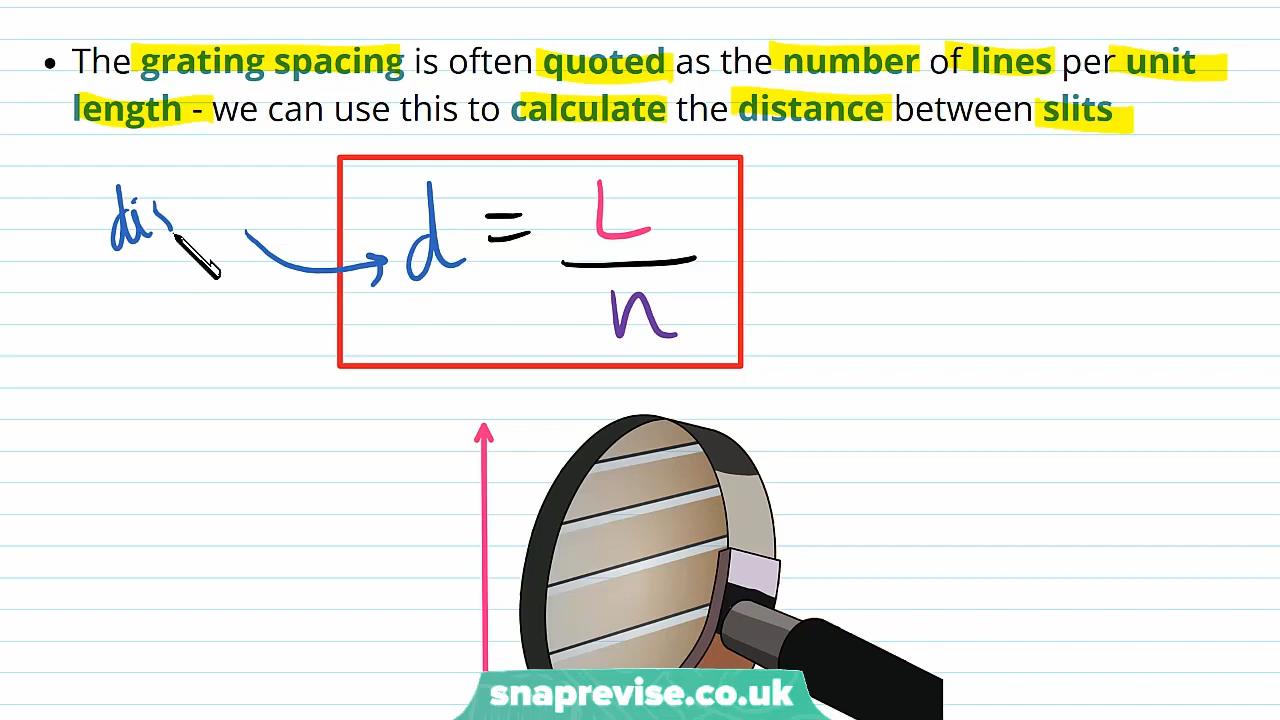 • The grating spacing is often quoted as the number of lines per unit
length - we can use this to calculate the distance between slits
dis
d = L
n
snaprevise.co.uk